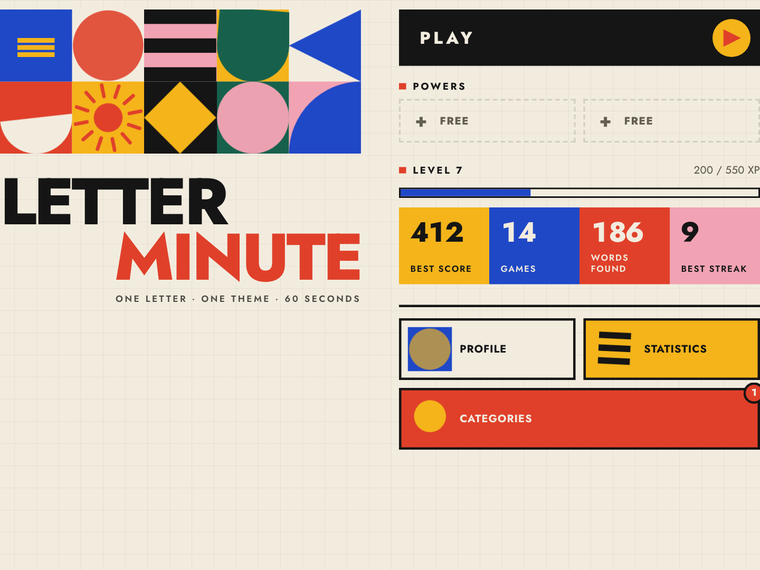 LETTER
MINUTE
ONE LETTER · ONE THEME · 60 SECONDS
PLAY
POWERS
+ FREE
+ FREE
LEVEL 7
200 / 550 XP
412
BEST SCORE
14
GAMES
186
WORDS
FOUND
9
BEST STREAK
PROFILE
STATISTICS
1
CATEGORIES